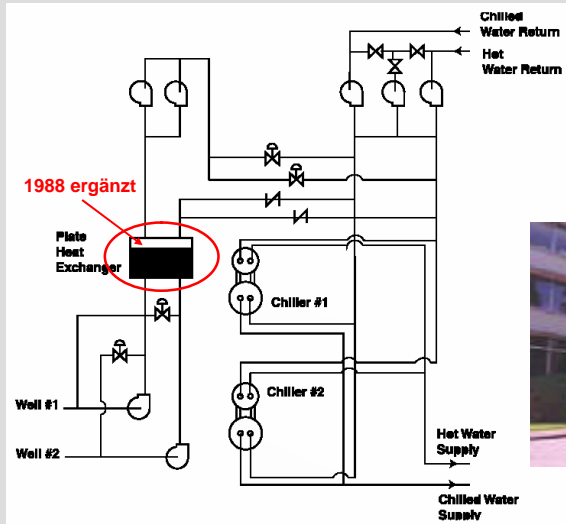 Chilled
Water Return
Hot
Water Return
1988 ergänzt
Plate
Heat
Exchanger
Chiller #1
Chiller #2
Well #1
Well #2
Hot Water
Supply
Chilled Water
Supply